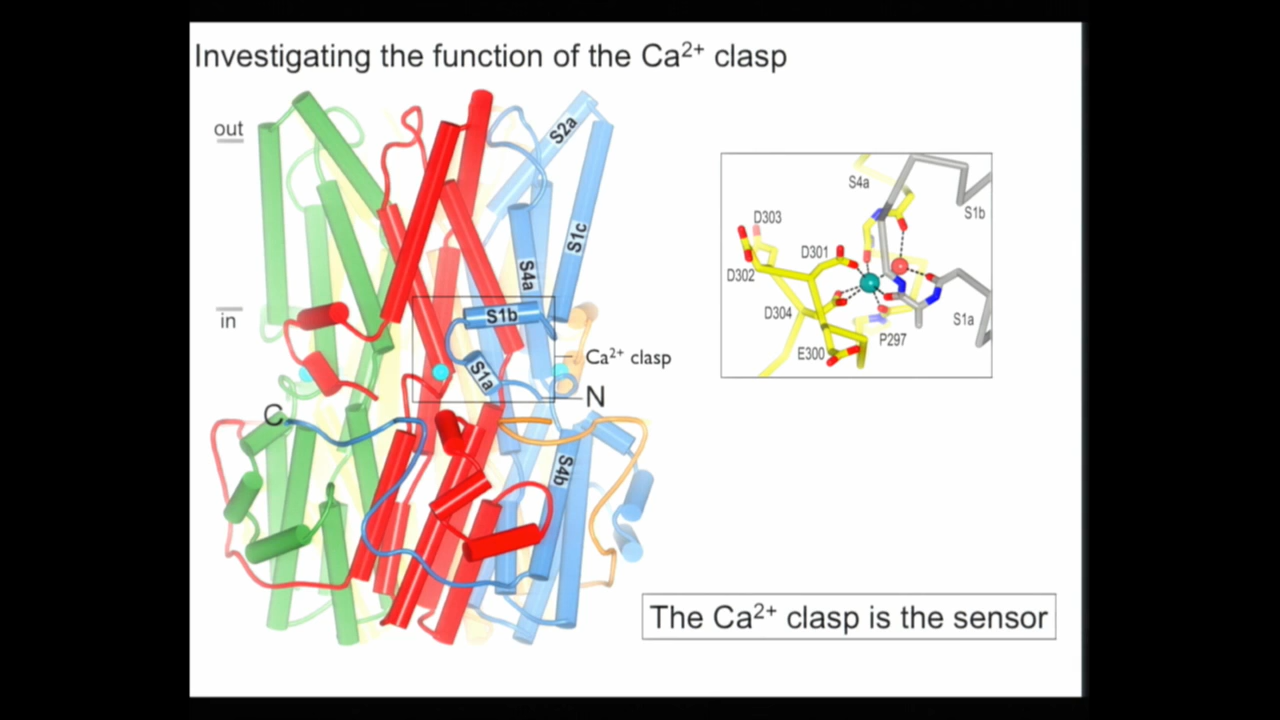 Investigating the function of the Ca²⁺ clasp
out
in
S2a
S1c
S4a
S1b
S1a
Ca²⁺ clasp
N
C
S4b
S4a
S1b
D303
D301
D302
D304
S1a
P297
E300
The Ca²⁺ clasp is the sensor